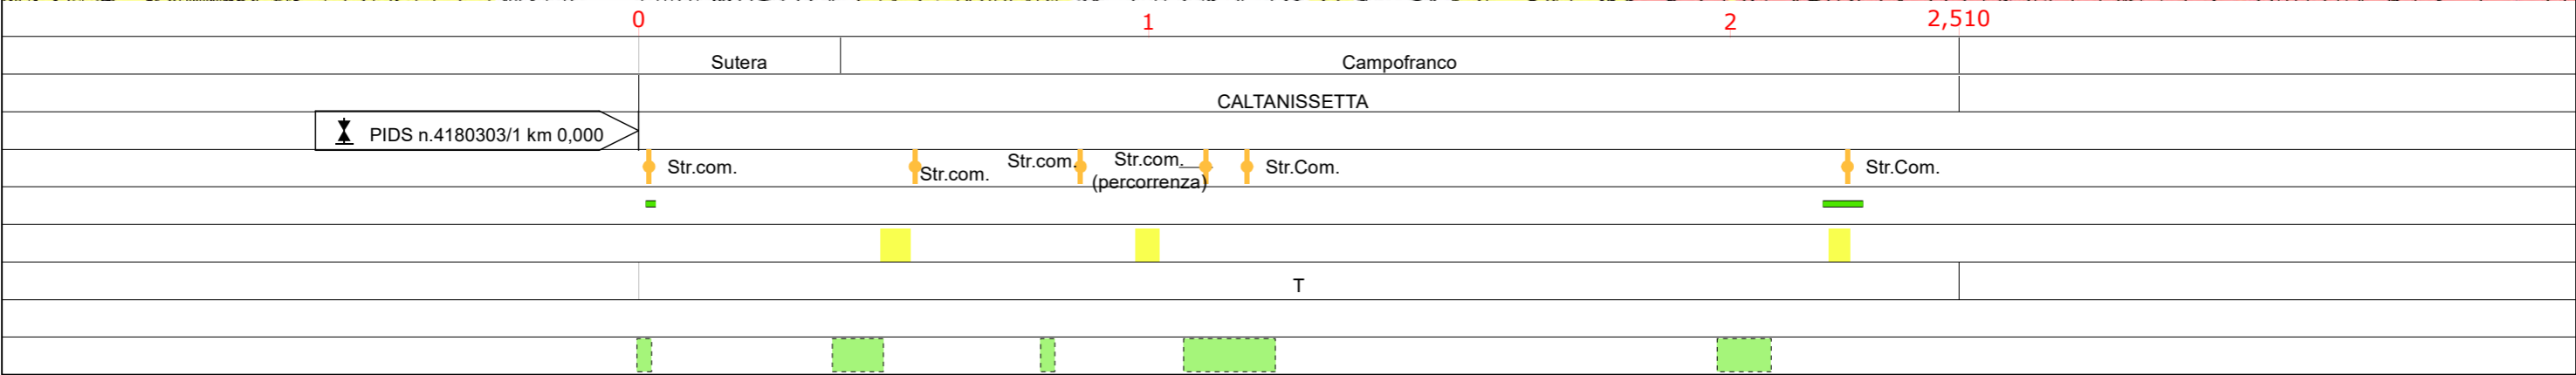 0 1 2 2,510
Sutera Campofranco
CALTANISSETTA
PIDS n.4180303/1 km 0,000
Str.com. Str.com. Str.com. Str.com. Str.Com. Str.Com.
(percorrenza)
T